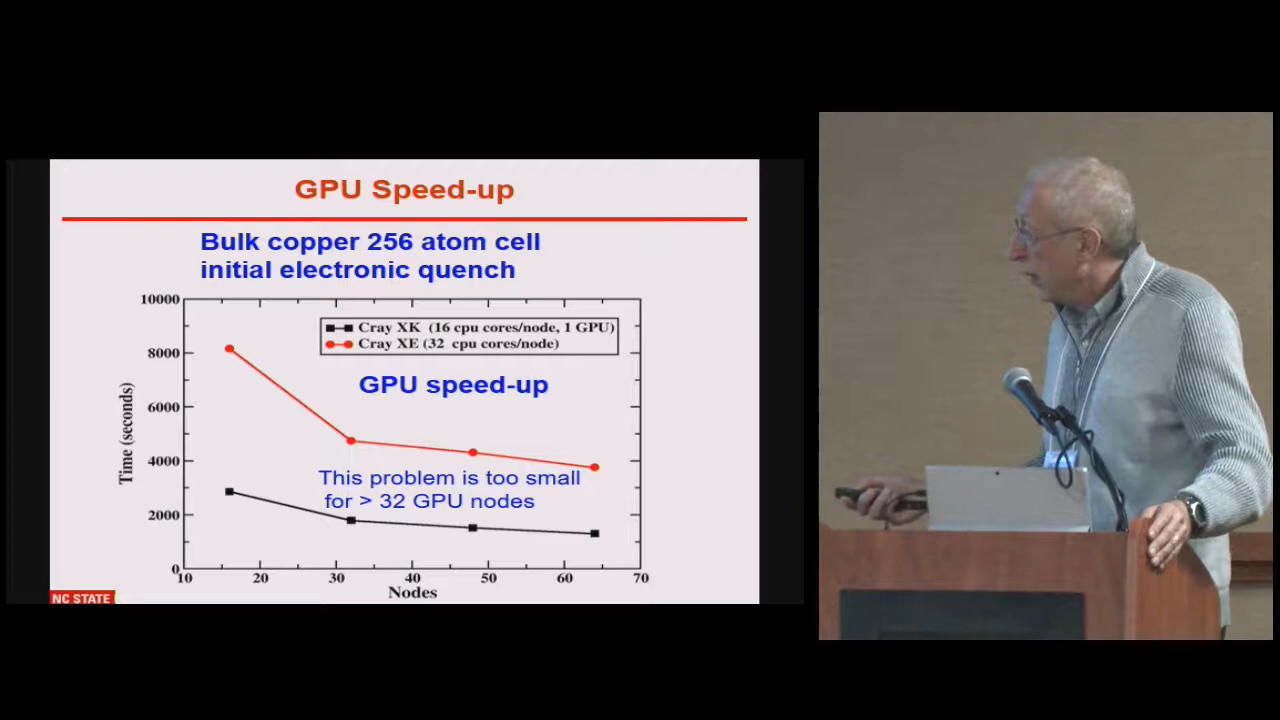 GPU Speed-up
Bulk copper 256 atom cell
initial electronic quench
10000
8000
6000
4000
2000
0
Time (seconds)
Cray XK (16 cpu cores/node, 1 GPU)
Cray XE (32 cpu cores/node)
GPU speed-up
This problem is too small
for > 32 GPU nodes
10 20 30 40 50 60 70
Nodes
NC STATE